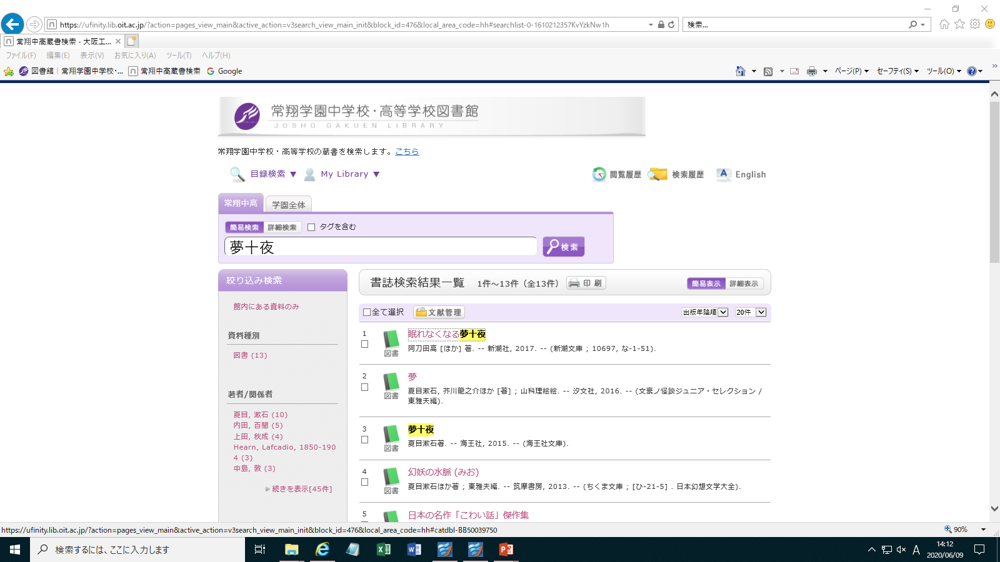 https://ufinity.lib.oit.ac.jp/?action=pages_view_main&active_action=v3search_view_main_init&block_id=476&local_area_code=hh#searchlist-0-1610212357KvYzkNw1h
検索...
常翔中高蔵書検索 - 大阪工...
ファイル(F) 編集(E) 表示(V) お気に入り(A) ツール(T) ヘルプ(H)
図書館｜常翔学園中学校・... 常翔中高蔵書検索 Google
ページ(P) セーフティ(S) ツール(O)
常翔学園中学校・高等学校図書館
JOSHO GAKUEN LIBRARY
常翔学園中学校・高等学校の蔵書を検索します。こちら
目録検索 ▼ My Library ▼ 閲覧履歴 検索履歴 English
常翔中高 学園全体
簡易検索 詳細検索 タグを含む
夢十夜 検索
絞り込み検索
館内にある資料のみ
資料種別
図書 (13)
著者/関係者
夏目, 漱石 (10)
内田, 百閒 (5)
上田, 秋成 (4)
Hearn, Lafcadio, 1850-190
4 (3)
中島, 敦 (3)
続きを表示[45件]
書誌検索結果一覧 1件～13件（全13件） 印刷 簡易表示 詳細表示
全て選択 文献管理 出版年降順 20件
1 図書 眠れなくなる夢十夜
阿刀田高 [ほか] 著. -- 新潮社, 2017. -- (新潮文庫 ; 10697, な-1-51).
2 図書 夢
夏目漱石, 芥川龍之介ほか [著] ; 山科理絵絵. -- 汐文社, 2016. -- (文豪ノ怪談ジュニア・セレクション /
東雅夫編).
3 図書 夢十夜
夏目漱石著. -- 海王社, 2015. -- (海王社文庫).
4 図書 幻妖の水脈 (みお)
夏目漱石ほか著 ; 東雅夫編. -- 筑摩書房, 2013. -- (ちくま文庫 ; [ひ-21-5] . 日本幻想文学大全).
5 日本の名作「こわい話」傑作集
https://ufinity.lib.oit.ac.jp/?action=pages_view_main&active_action=v3search_view_main_init&block_id=476&local_area_code=hh#catdbl-BB50039750
90%
検索するには、ここに入力します
A
14:12
2020/06/09